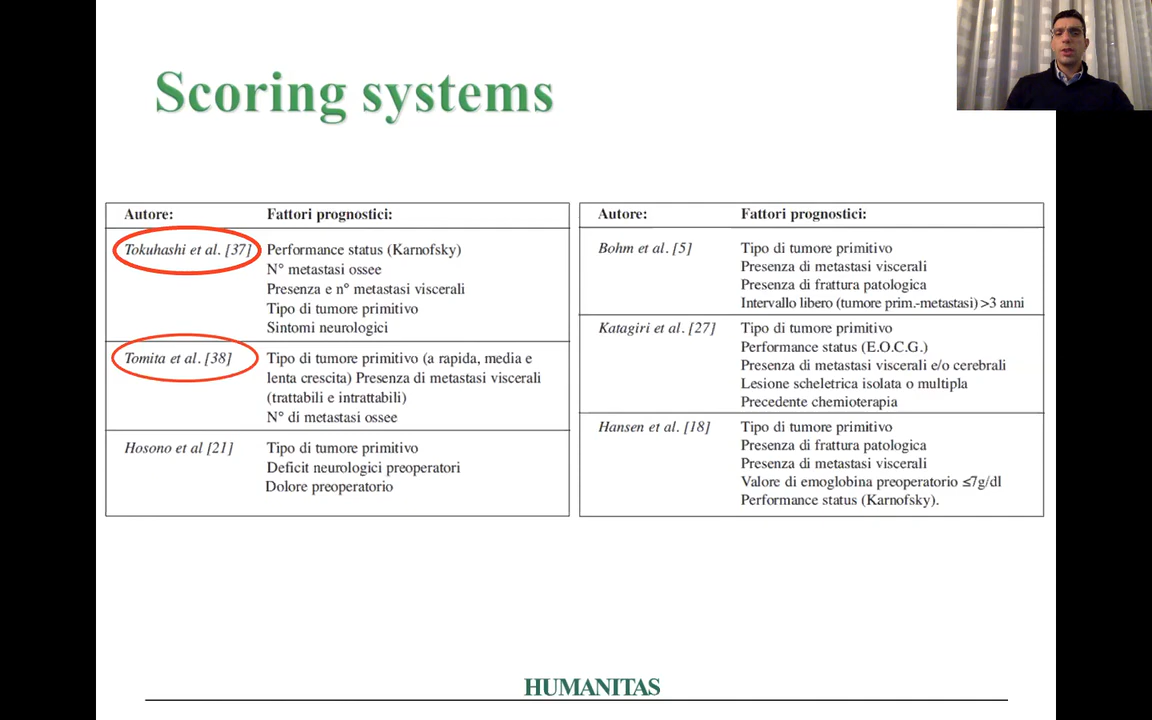 Scoring systems
Autore: Fattori prognostici:
Tokuhashi et al. [37] Performance status (Karnofsky)
N° metastasi ossee
Presenza e n° metastasi viscerali
Tipo di tumore primitivo
Sintomi neurologici
Tomita et al. [38] Tipo di tumore primitivo (a rapida, media e
lenta crescita) Presenza di metastasi viscerali
(trattabili e intrattabili)
N° di metastasi ossee
Hosono et al [21] Tipo di tumore primitivo
Deficit neurologici preoperatori
Dolore preoperatorio
Autore: Fattori prognostici:
Bohm et al. [5] Tipo di tumore primitivo
Presenza di metastasi viscerali
Presenza di frattura patologica
Intervallo libero (tumore prim.-metastasi) >3 anni
Katagiri et al. [27] Tipo di tumore primitivo
Performance status (E.O.C.G.)
Presenza di metastasi viscerali e/o cerebrali
Lesione scheletrica isolata o multipla
Precedente chemioterapia
Hansen et al. [18] Tipo di tumore primitivo
Presenza di frattura patologica
Presenza di metastasi viscerali
Valore di emoglobina preoperatorio ≤7g/dl
Performance status (Karnofsky).
HUMANITAS